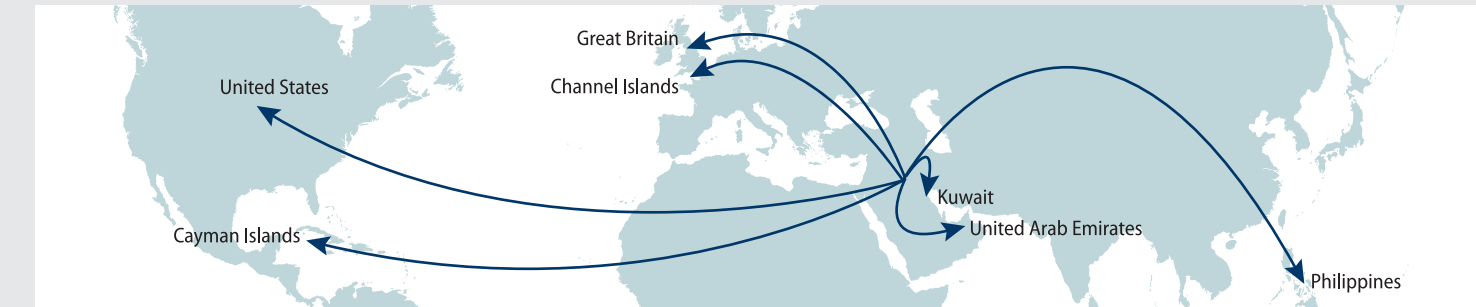 Great Britain
United States
Channel Islands
Kuwait
United Arab Emirates
Cayman Islands
Philippines